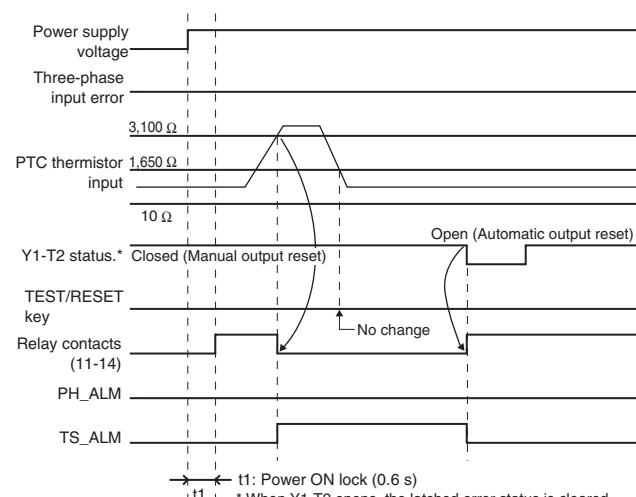 Power supply
voltage
Three-phase
input error
3,100 Ω
PTC thermistor
input
1,650 Ω
10 Ω
Open (Automatic output reset)
Y1-T2 status.* Closed (Manual output reset)
TEST/RESET
key
No change
Relay contacts
(11-14)
PH_ALM
TS_ALM
t1: Power ON lock (0.6 s)
t1
* When Y1-T2 opens, the latched error status is cleared